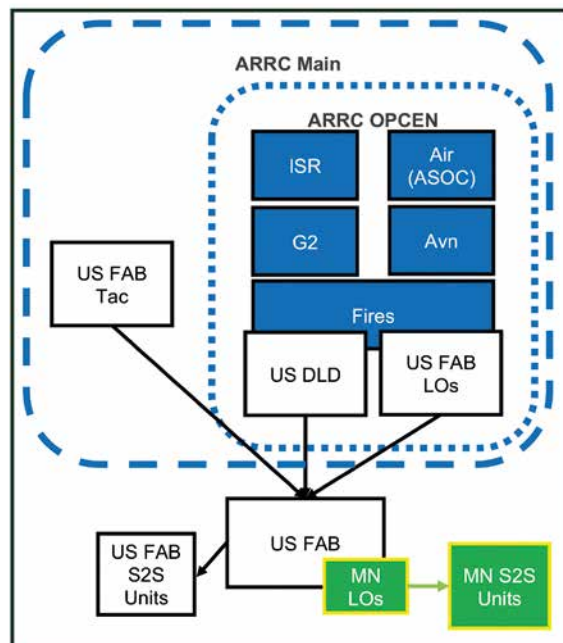 ARRC Main
ARRC OPCEN
ISR
Air
(ASOC)
G2
Avn
US FAB
Tac
Fires
US DLD
US FAB
LOs
US FAB
US FAB
S2S
Units
MN
LOs
MN S2S
Units